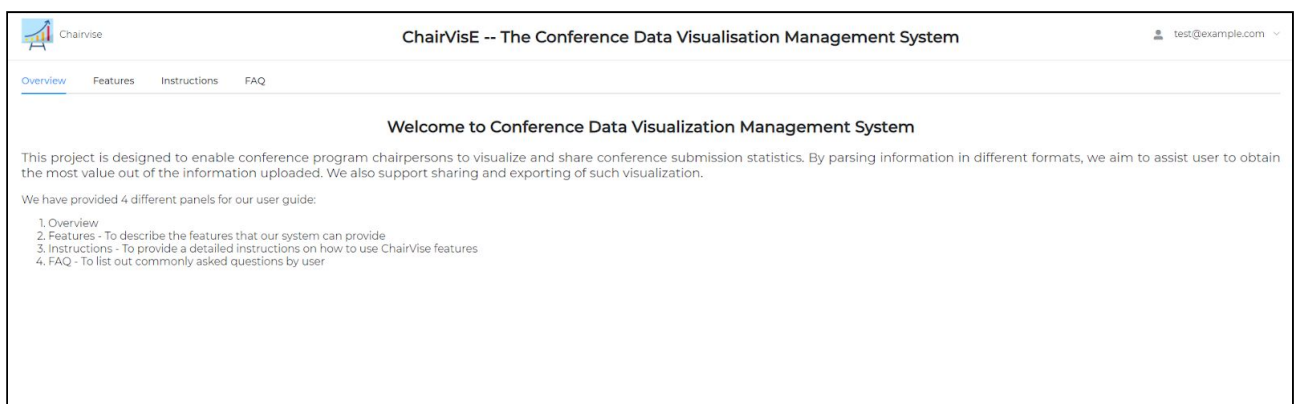 Chairvise
ChairVisE -- The Conference Data Visualisation Management System
test@example.com
Overview Features Instructions FAQ
Welcome to Conference Data Visualization Management System
This project is designed to enable conference program chairpersons to visualize and share conference submission statistics. By parsing information in different formats, we aim to assist user to obtain
the most value out of the information uploaded. We also support sharing and exporting of such visualization.
We have provided 4 different panels for our user guide:
1. Overview
2. Features - To describe the features that our system can provide
3. Instructions - To provide a detailed instructions on how to use ChairVise features
4. FAQ - To list out commonly asked questions by user